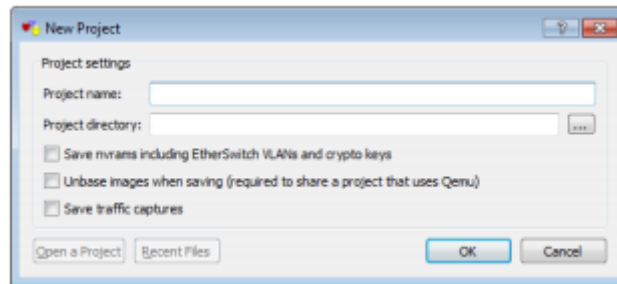 New Project
Project settings
Project name:
Project directory:
...
Save nvrams including EtherSwitch VLANs and crypto keys
Unbase images when saving (required to share a project that uses Qemu)
Save traffic captures
Open a Project Recent Files OK Cancel